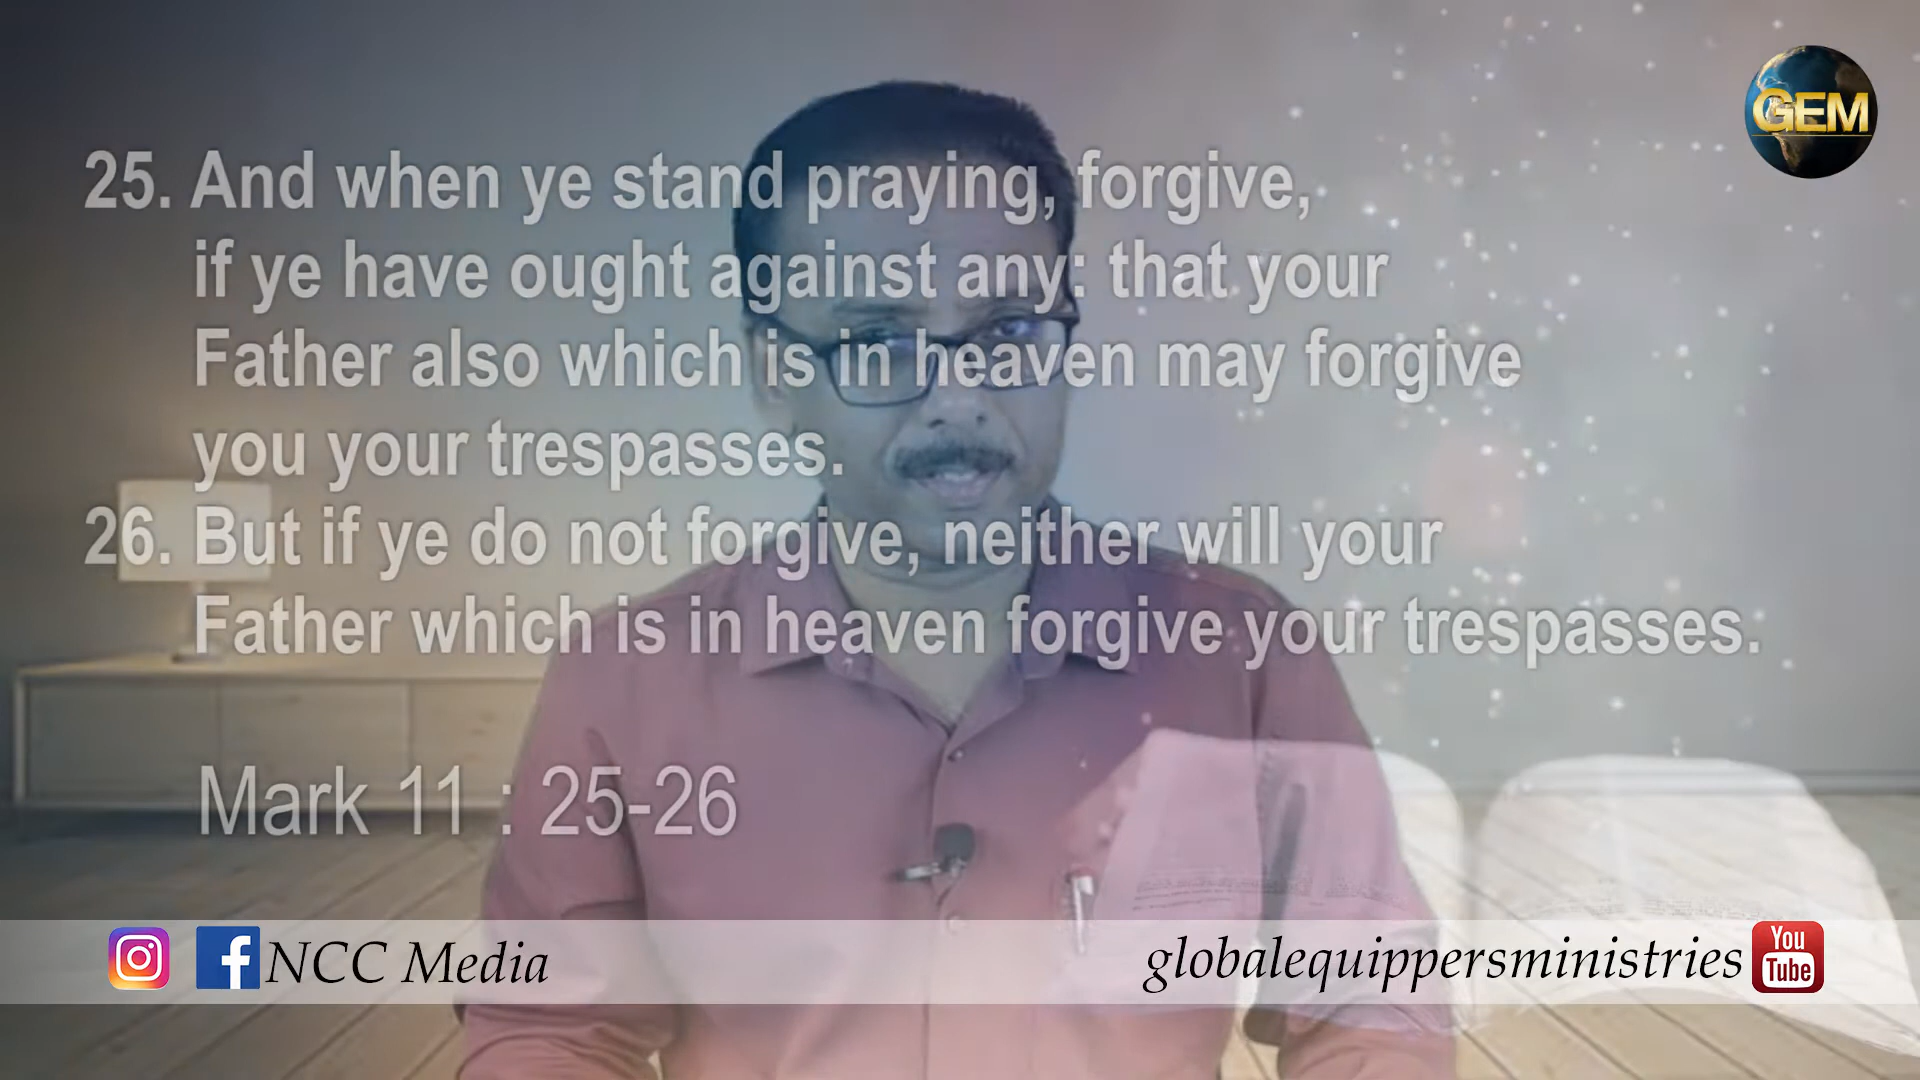 GEM
25. And when ye stand praying, forgive,
if ye have ought against any: that your
Father also which is in heaven may forgive
you your trespasses.
26. But if ye do not forgive, neither will your
Father which is in heaven forgive your trespasses.
Mark 11 : 25-26
NCC Media
globalequippersministries
You
Tube